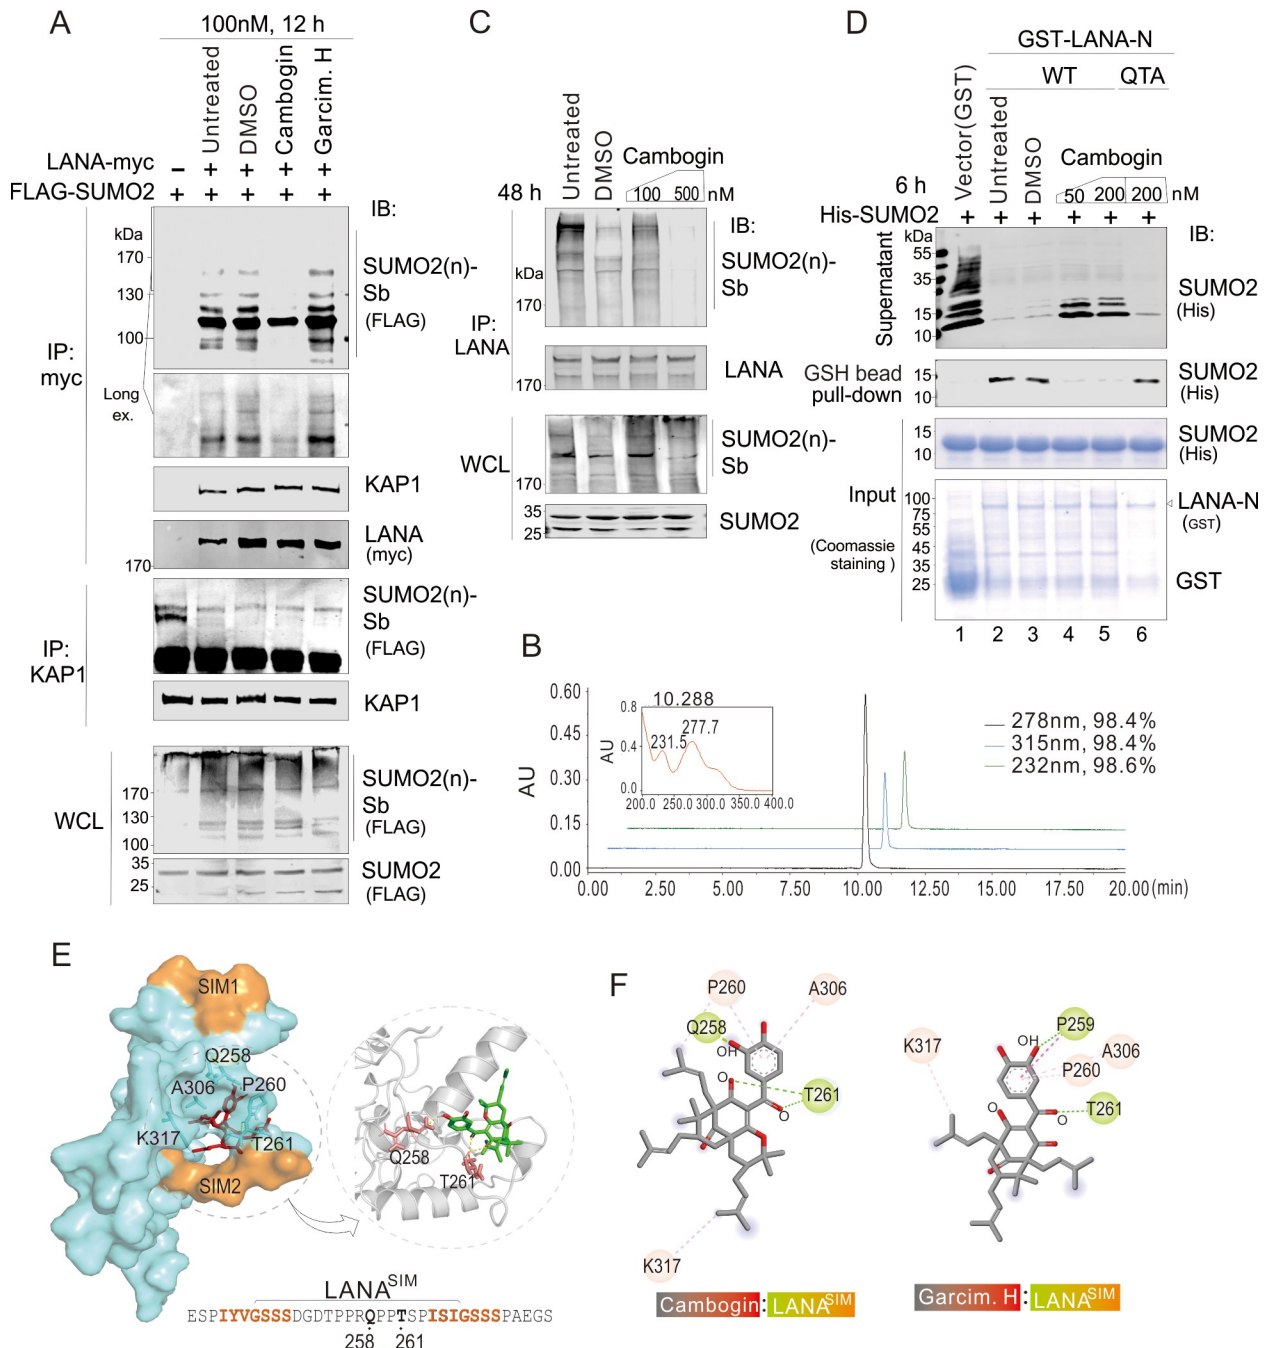 A
100nM, 12 h
Untreated
DMSO
Cambogin
Garcim. H
LANA-myc – + + + +
FLAG-SUMO2 + + + + +
IB:
kDa
170
130
100
SUMO2(n)-
Sb
(FLAG)
IP:
myc
Long
ex.
KAP1
LANA
(myc)
170
SUMO2(n)-
Sb
(FLAG)
IP:
KAP1
KAP1
WCL
170
130
100
SUMO2(n)-
Sb
(FLAG)
35
25
SUMO2
(FLAG)
C
Untreated
DMSO
Cambogin
48 h
100 500 nM
IB:
kDa
170
SUMO2(n)-
Sb
IP:
LANA
170
LANA
WCL
170
SUMO2(n)-
Sb
35
25
SUMO2
D
GST-LANA-N
WT QTA
Vector(GST)
Untreated
DMSO
Cambogin
6 h
50 200 200 nM
His-SUMO2 + + + + + +
IB:
Supernatant
kDa
55
35
15
10
SUMO2
(His)
GSH bead
pull-down
15
10
SUMO2
(His)
15
10
SUMO2
(His)
Input
(Coomassie
staining )
100
75
55
45
35
25
LANA-N
(GST)
GST
1 2 3 4 5 6
B
AU
0.60
0.45
0.30
0.15
0.00
0.00 2.50 5.00 7.50 10.00 12.50 15.00 17.50 20.00 (min)
10.288
AU
0.8
0.4
0.0
231.5
277.7
200.0 250.0 300.0 350.0 400.0
278nm, 98.4%
315nm, 98.4%
232nm, 98.6%
E
SIM1
Q258
A306
P260
K317
T261
SIM2
Q258
T261
LANA SIM
ESPIYVGSSSDGDTPPRQPPTSPISIGSSSPAEGS
258 261
F
P260
A306
Q258
OH
O
T261
O
K317
Cambogin:LANA SIM
P259
OH
K317
A306
P260
O
T261
O
Garcim. H:LANA SIM